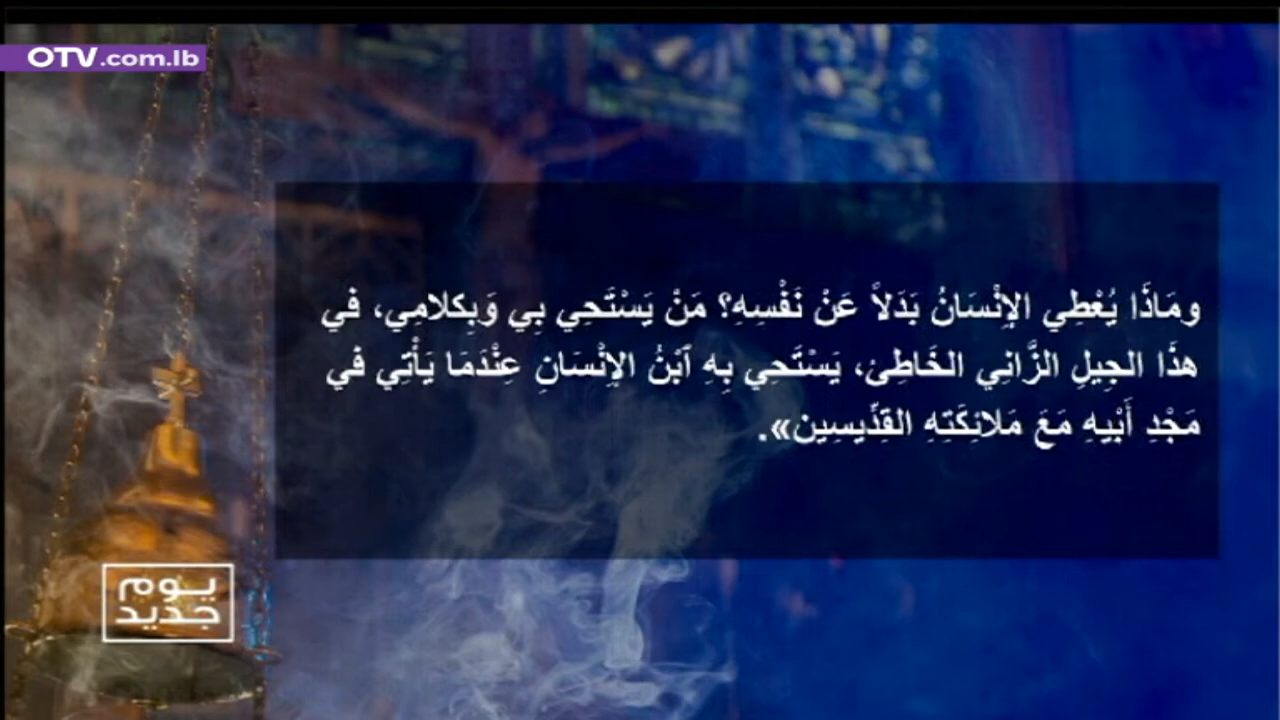 OTV.com.lb
ومَاذَا يُعْطِي الإِنْسَانُ بَدَلاً عَنْ نَفْسِهِ؟ مَنْ يَسْتَحِي بِي وَبِكلامِي، في
هذَا الجِيلِ الزَّانِي الخَاطِئ، يَسْتَحِي بِهِ ٱبْنُ الإِنْسَانِ عِنْدَمَا يَأْتِي في
مَجْدِ أَبْيهِ مَعَ مَلائِكَتِهِ القِدِّيسِين».
يوم
جديد